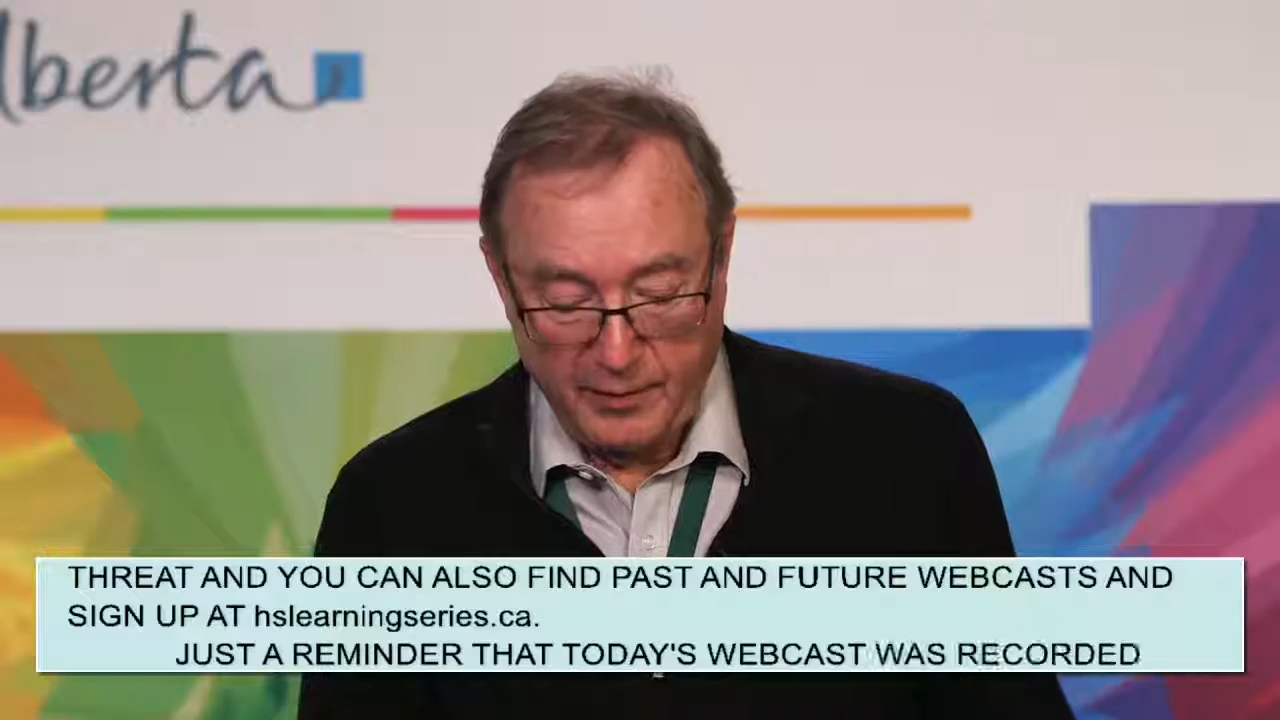 lberta
THREAT AND YOU CAN ALSO FIND PAST AND FUTURE WEBCASTS AND
SIGN UP AT hslearningseries.ca.
JUST A REMINDER THAT TODAY'S WEBCAST WAS RECORDED